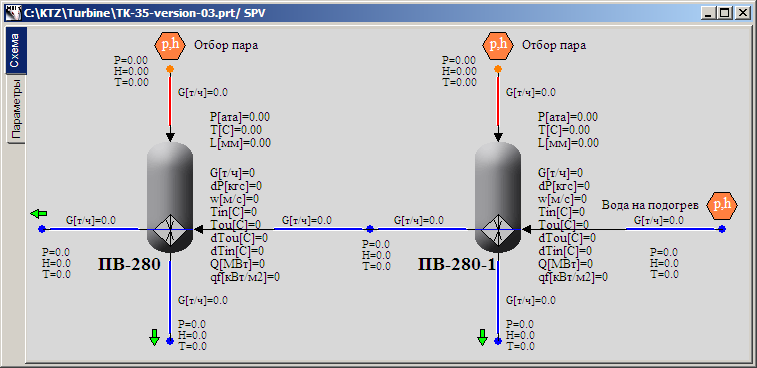 C:\KTZ\Turbine\TK-35-version-03.prt/ SPV
Схема
Параметры
p,h
Отбор пара
P=0.00
H=0.00
T=0.00
G[т/ч]=0.0
P[ата]=0.00
T[C]=0.00
L[мм]=0.00
G[т/ч]=0
dP[кгс]=0
w[м/с]=0
Tin[C]=0
Tou[C]=0
dTou[C]=0
dTin[C]=0
Q[МВт]=0
qf[кВт/м2]=0
G[т/ч]=0.0
P=0.0
H=0.0
T=0.0
ПВ-280
G[т/ч]=0.0
P=0.0
H=0.0
T=0.0
G[т/ч]=0.0
P=0.0
H=0.0
T=0.0
p,h
Отбор пара
P=0.00
H=0.00
T=0.00
G[т/ч]=0.0
P[ата]=0.00
T[C]=0.00
L[мм]=0.00
G[т/ч]=0
dP[кгс]=0
w[м/с]=0
Tin[C]=0
Tou[C]=0
dTou[C]=0
dTin[C]=0
Q[МВт]=0
qf[кВт/м2]=0
G[т/ч]=0.0
ПВ-280-1
G[т/ч]=0.0
P=0.0
H=0.0
T=0.0
Вода на подогрев
p,h
G[т/ч]=0.0
P=0.0
H=0.0
T=0.0